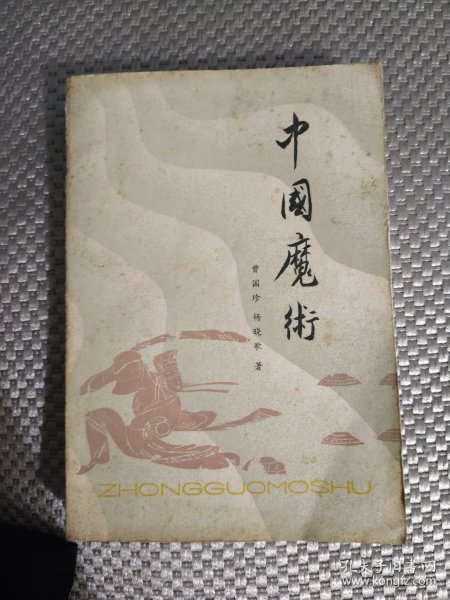 中國魔術
曾国珍 杨晓歌 著
ZHONGGUOMOSHU
孔夫子旧书网
www.kongfz.com